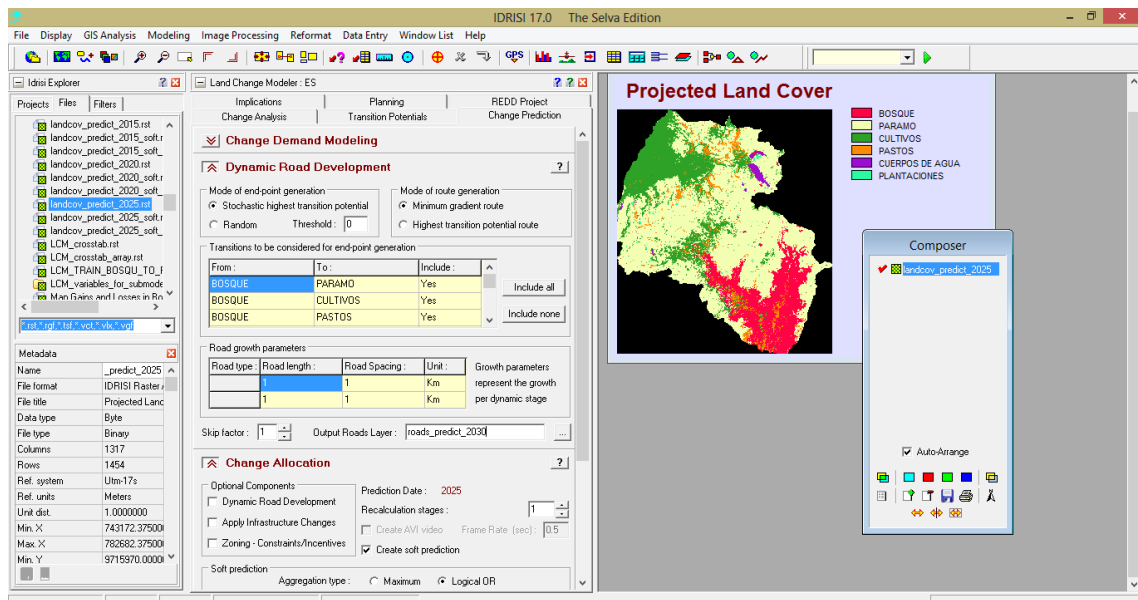 IDRISI 17.0 The Selva Edition
File Display GIS Analysis Modeling Image Processing Reformat Data Entry Window List Help
GPS
Idrisi Explorer
Projects Files Filters
landcov_predict_2015.rst
landcov_predict_2015_soft.r
landcov_predict_2015_soft_
landcov_predict_2020.rst
landcov_predict_2020_soft.r
landcov_predict_2020_soft_
landcov_predict_2025.rst
landcov_predict_2025_soft.r
landcov_predict_2025_soft_
LCM_crosstab.rst
LCM_crosstab_array.rst
LCM_TRAIN_BOSQU_TO_F
LCM_variables_for_submode
Map Gains and Losses in Bo
*.rst,*.rgf,*.tsf,*.vct,*.vlx,*.vgf
Metadata
Name _predict_2025
File format IDRISI Raster
File title Projected Land
Data type Byte
File type Binary
Columns 1317
Rows 1454
Ref. system Utm-17s
Ref. units Meters
Unit dist. 1.0000000
Min. X 743172.37500
Max. X 782682.37500
Min. Y 9715970.0000
Land Change Modeler : ES
Implications Planning REDD Project
Change Analysis Transition Potentials Change Prediction
Change Demand Modeling
Dynamic Road Development ?
Mode of end-point generation
Stochastic highest transition potential
Random Threshold : 0
Mode of route generation
Minimum gradient route
Highest transition potential route
Transitions to be considered for end-point generation
From : To : Include :
BOSQUE PARAMO Yes
BOSQUE CULTIVOS Yes
BOSQUE PASTOS Yes
Include all
Include none
Road growth parameters
Road type : Road length : Road Spacing : Unit :
1 1 Km
1 1 Km
Growth parameters
represent the growth
per dynamic stage
Skip factor : 1 Output Roads Layer : roads_predict_2030 ...
Change Allocation ?
Optional Components
Dynamic Road Development
Apply Infrastructure Changes
Zoning - Constraints/Incentives
Prediction Date : 2025
Recalculation stages : 1
Create AVI video Frame Rate (sec) : 0.5
Create soft prediction
Soft prediction
Aggregation type : Maximum Logical OR
Projected Land Cover
BOSQUE
PARAMO
CULTIVOS
PASTOS
CUERPOS DE AGUA
PLANTACIONES
Composer
landcov_predict_2025
Auto-Arrange